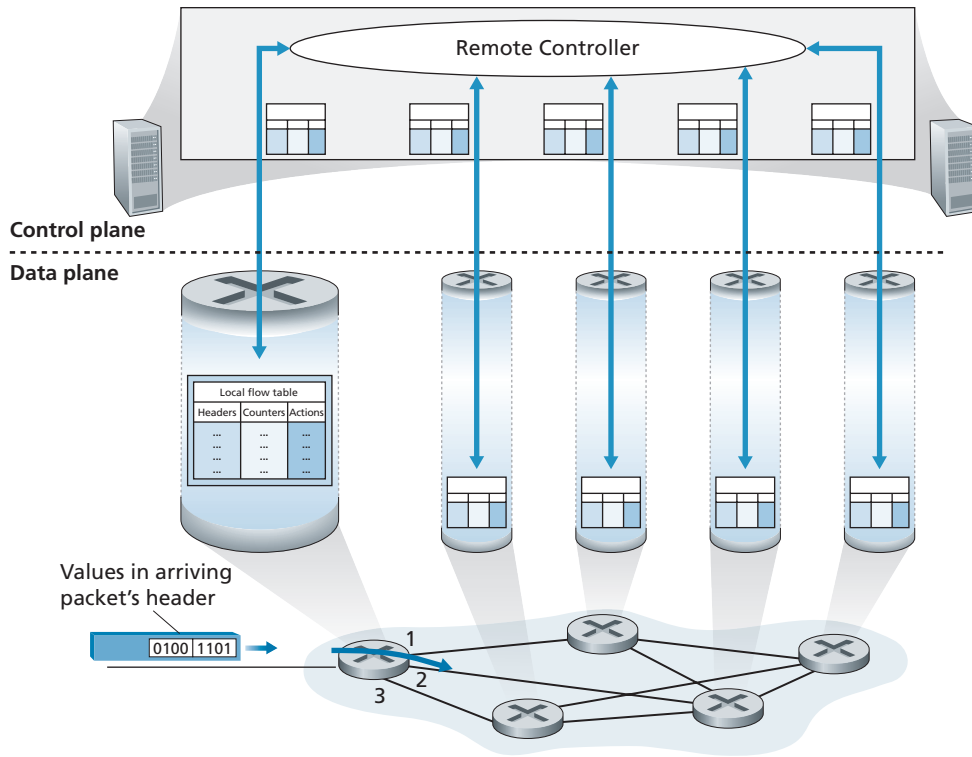 Remote Controller
Control plane
Data plane
Local flow table
Headers Counters Actions
... ... ...
... ... ...
... ... ...
... ... ...
Values in arriving
packet's header
0100 1101
1
2
3